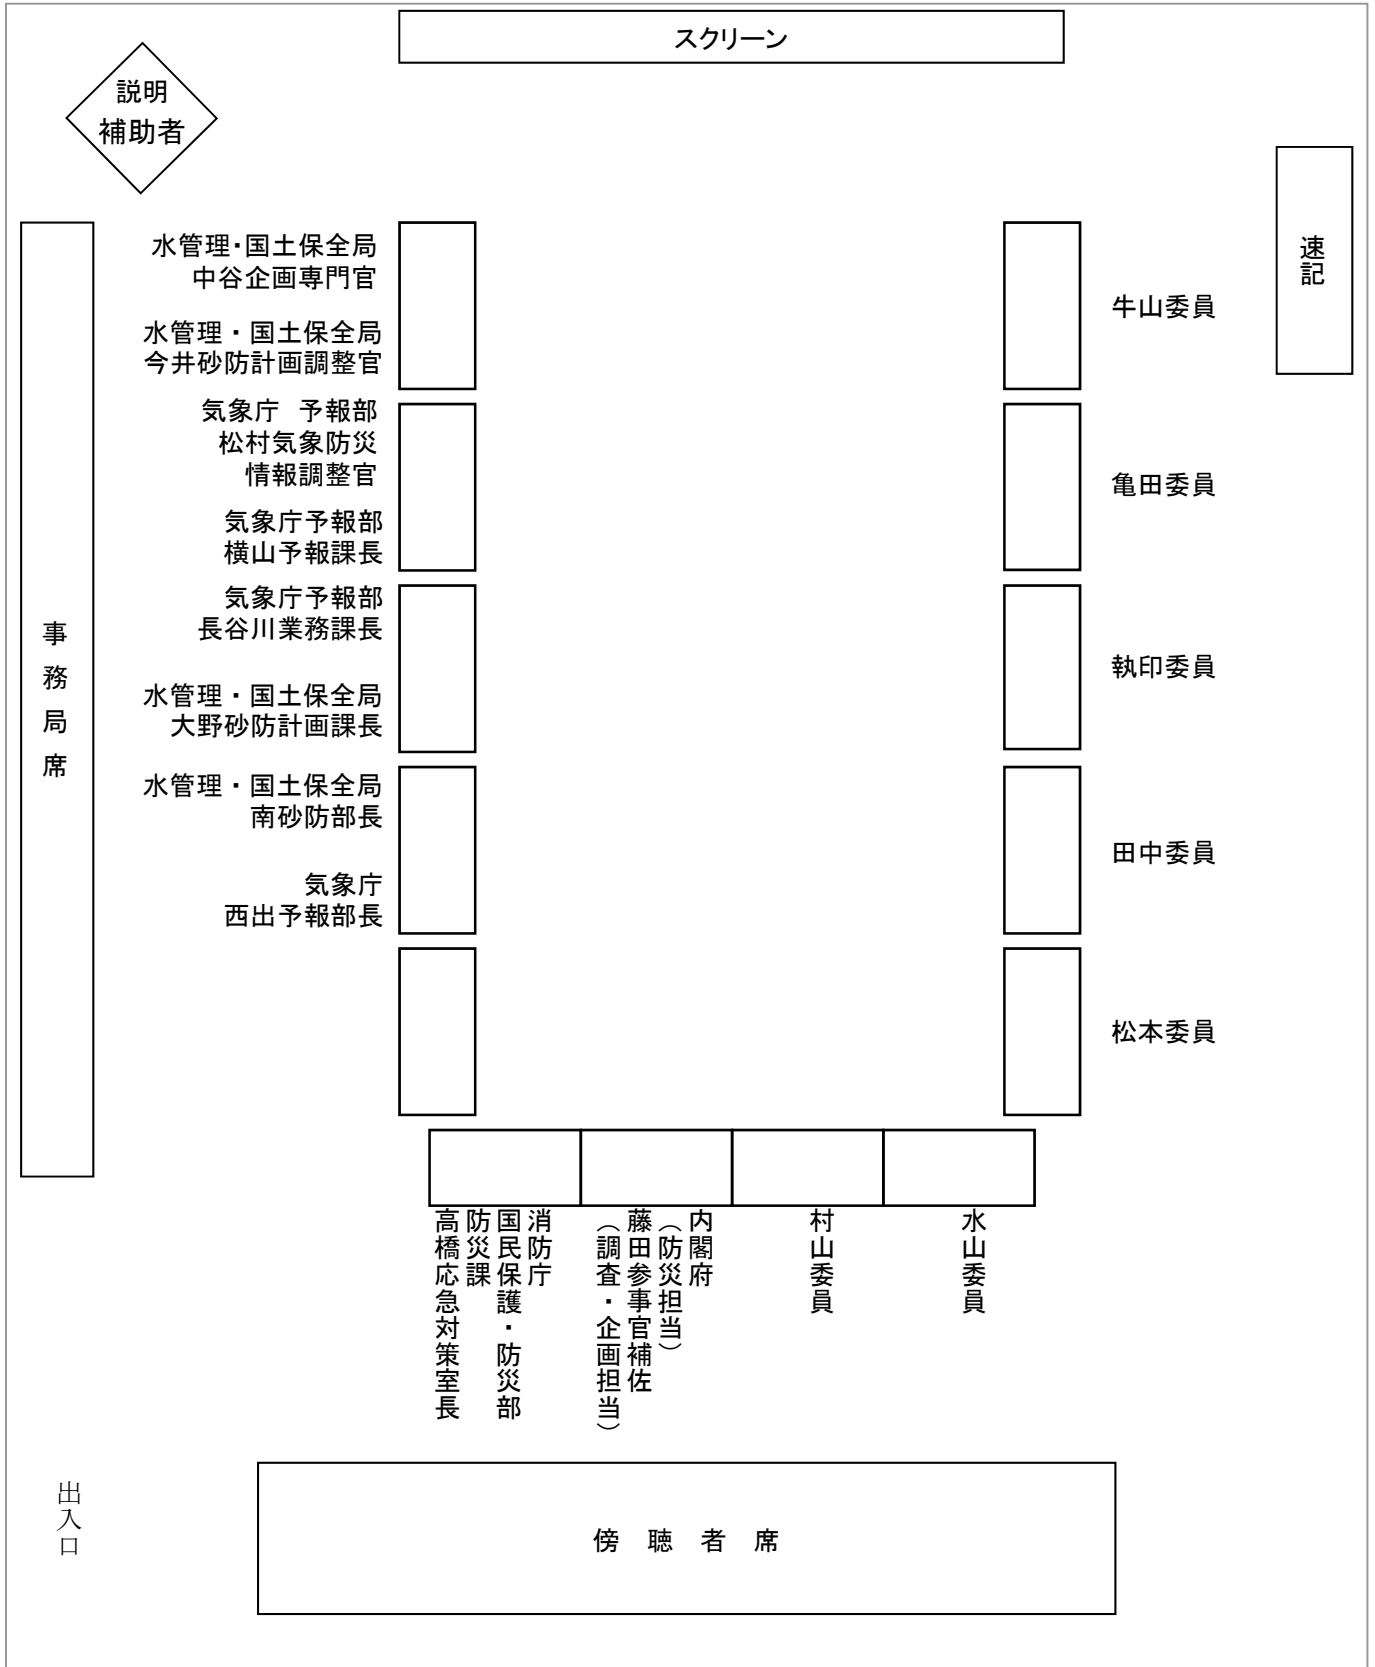 スクリーン
説明
補助者
速記
事務局席
水管理・国土保全局
中谷企画専門官
水管理・国土保全局
今井砂防計画調整官
気象庁　予報部
松村気象防災
情報調整官
気象庁予報部
横山予報課長
気象庁予報部
長谷川業務課長
水管理・国土保全局
大野砂防計画課長
水管理・国土保全局
南砂防部長
気象庁
西出予報部長
牛山委員
亀田委員
執印委員
田中委員
松本委員
水山委員
村山委員
内閣府
（防災担当）
藤田参事官補佐
（調査・企画担当）
消防庁
国民保護・防災部
防災課
高橋応急対策室長
出入口
傍　聴　者　席